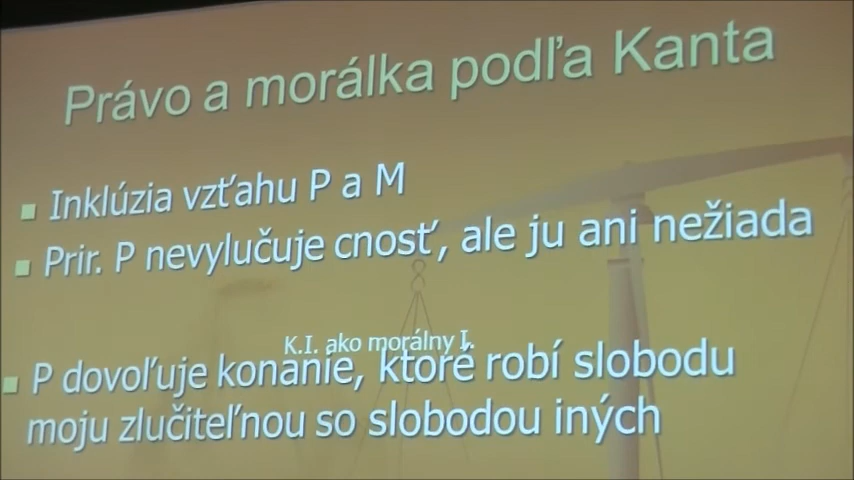 Právo a morálka podľa Kanta
Inklúzia vzťahu P a M
Prir. P nevylučuje cnosť, ale ju ani nežiada
K.I. ako morálny I.
P dovoľuje konanie, ktoré robí slobodu
moju zlučiteľnou so slobodou iných